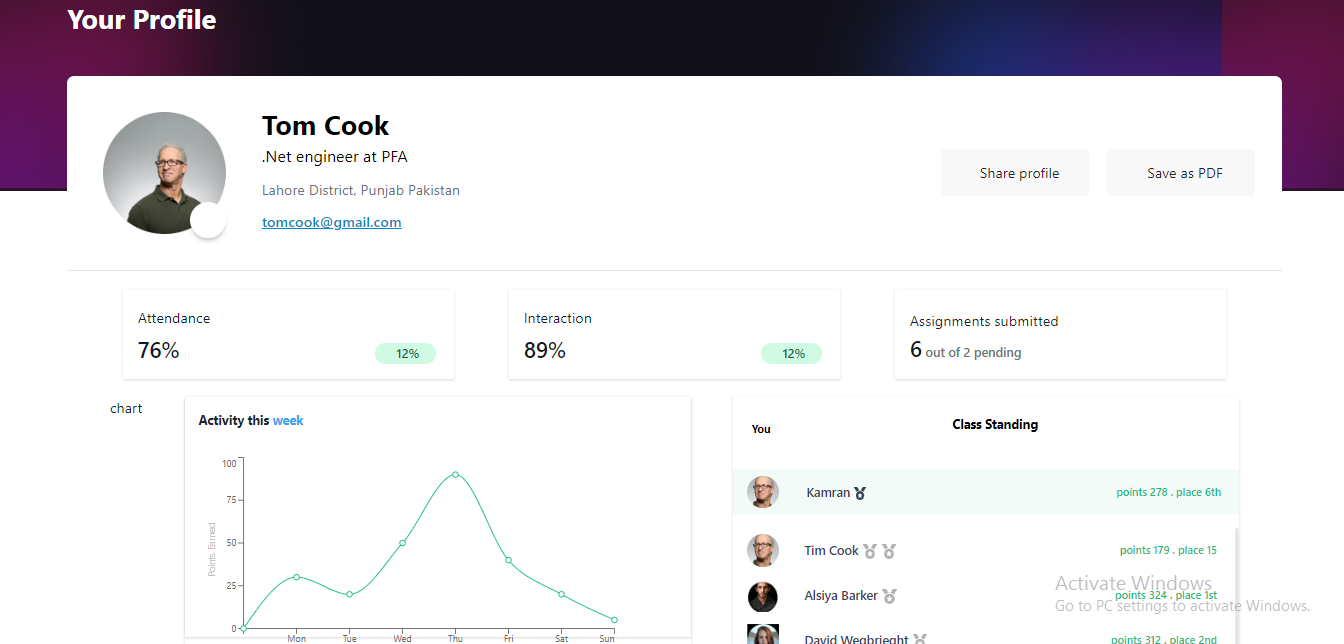 Your Profile
Tom Cook
.Net engineer at PFA
Lahore District, Punjab Pakistan
tomcook@gmail.com
Share profile
Save as PDF
Attendance
76%
12%
Interaction
89%
12%
Assignments submitted
6 out of 2 pending
chart
Activity this week
100
75
50
25
0
Points Earned
Mon Tue Wed Thu Fri Sat Sun
You
Class Standing
Kamran
points 278 . place 6th
Tim Cook
points 179 . place 15
Alsiya Barker
points 324 . place 1st
David Wegbrieght
points 312 . place 2nd
Activate Windows
Go to PC settings to activate Windows.